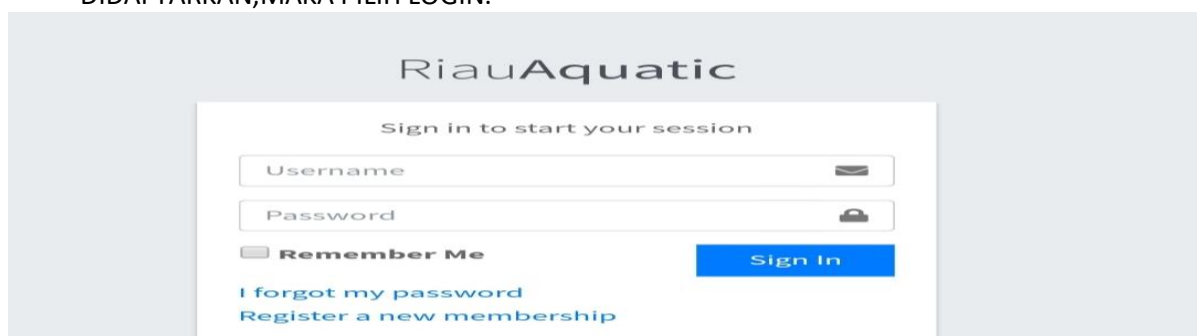 DIDAFTARKAN,MAKA PILIH LOGIN.
RiauAquatic
Sign in to start your session
Username
Password
Remember Me
Sign In
I forgot my password
Register a new membership